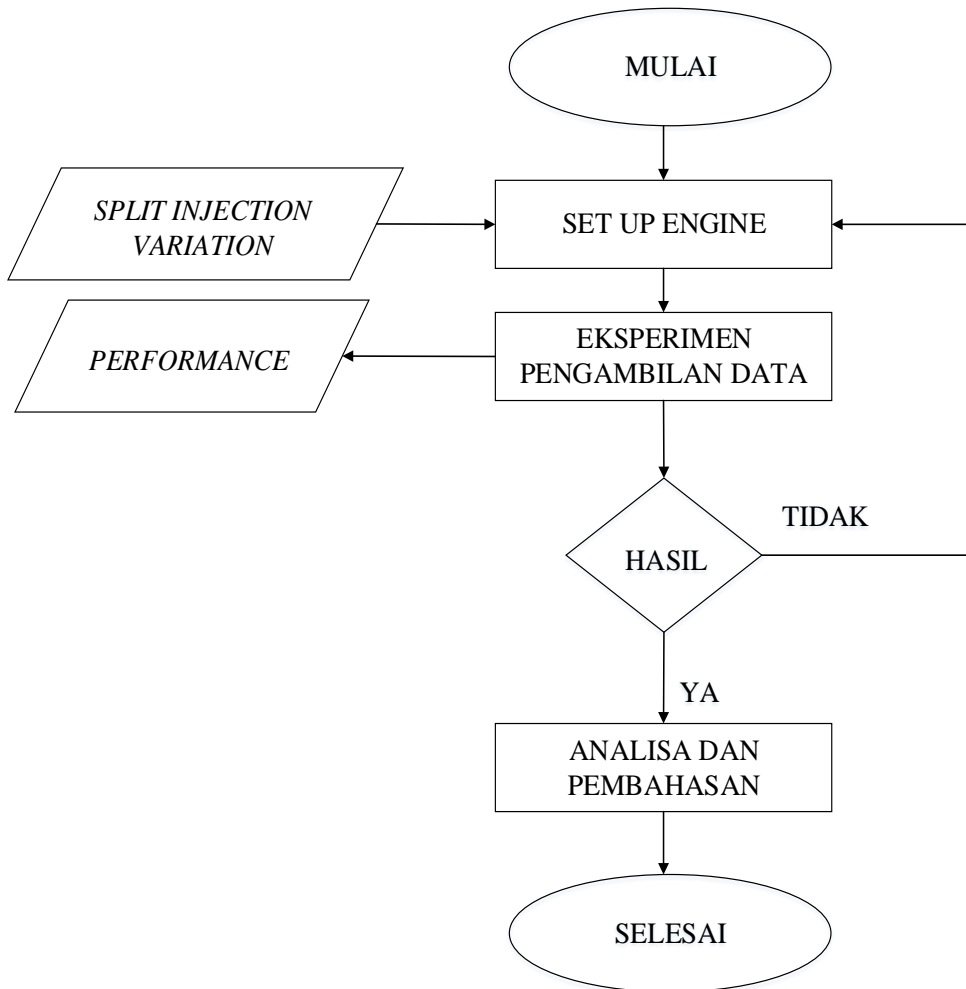 MULAI
SPLIT INJECTION
VARIATION
SET UP ENGINE
PERFORMANCE
EKSPERIMEN
PENGAMBILAN DATA
TIDAK
HASIL
YA
ANALISA DAN
PEMBAHASAN
SELESAI